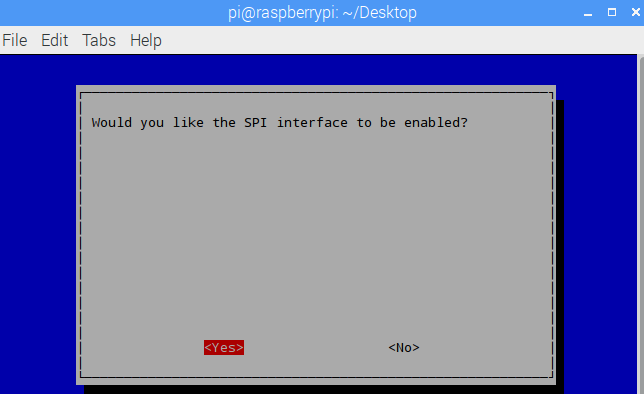 pi@raspberrypi: ~/Desktop
File Edit Tabs Help
Would you like the SPI interface to be enabled?
<Yes> <No>